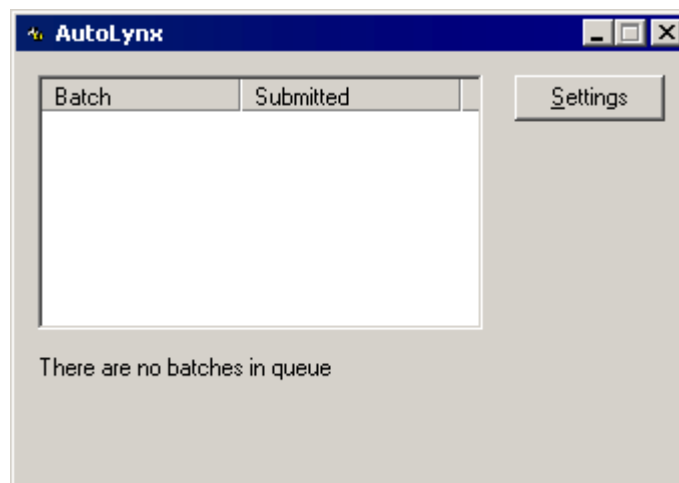 AutoLynx
Batch Submitted
Settings
There are no batches in queue